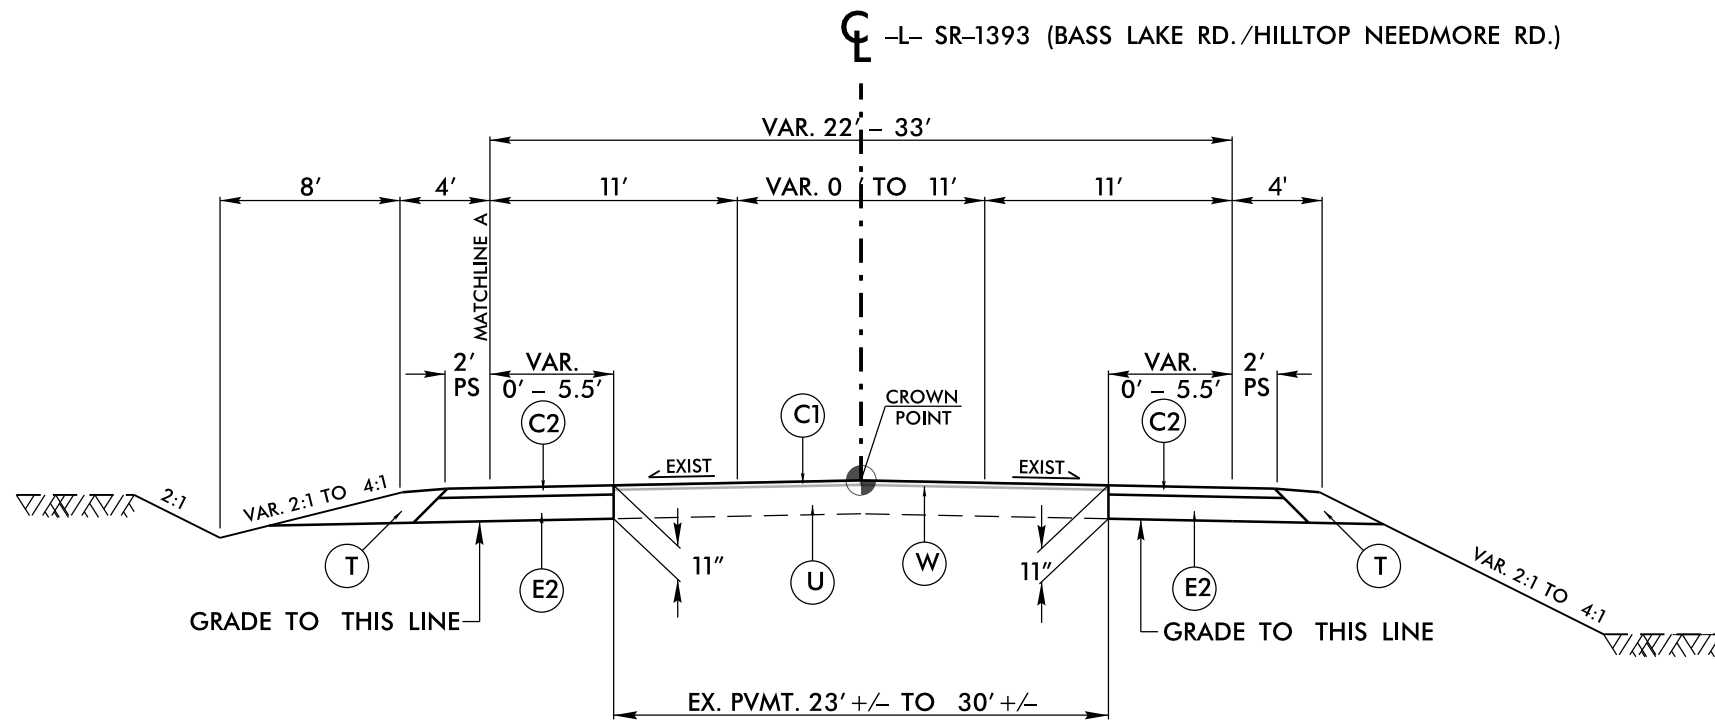 ℄ –L– SR–1393 (BASS LAKE RD./HILLTOP NEEDMORE RD.)
VAR. 22' – 33'
8' 4' 11' VAR. 0 ' TO 11' 11' 4'
MATCHLINE A
2' PS
VAR.
0' – 5.5'
VAR.
0' – 5.5'
2' PS
C2
C1
CROWN
POINT
C2
EXIST
EXIST
2:1
VAR. 2:1 TO 4:1
T
E2
11"
U
W
11"
E2
T
VAR. 2:1 TO 4:1
GRADE TO THIS LINE
GRADE TO THIS LINE
EX. PVMT. 23' +/– TO 30' +/–